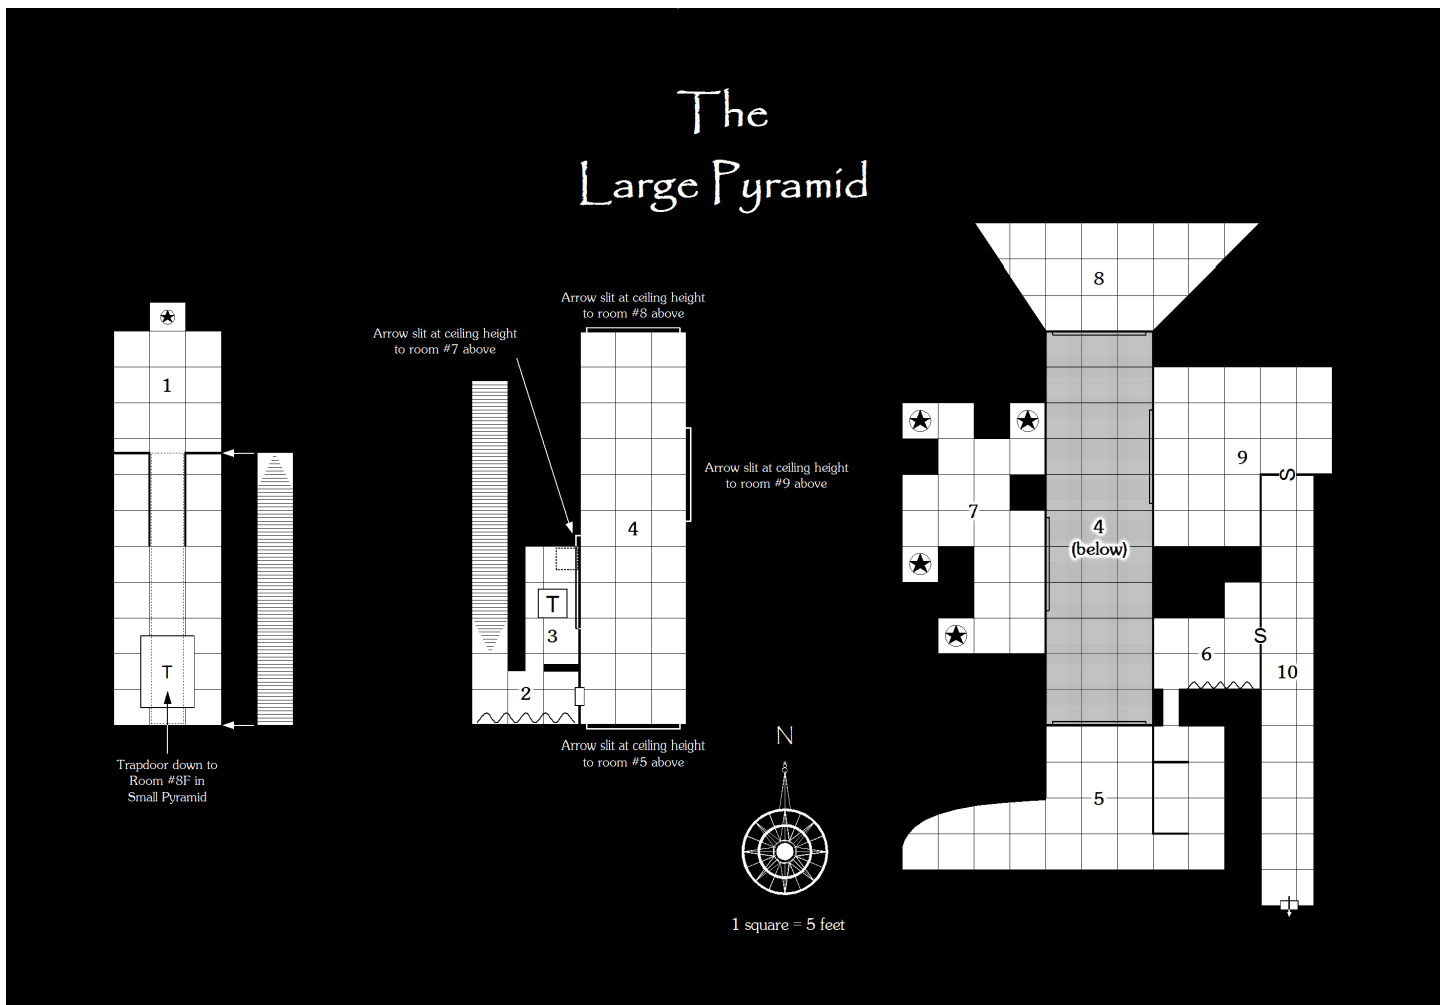 The
Large Pyramid
8
Arrow slit at ceiling height
to room #8 above
Arrow slit at ceiling height
to room #7 above
1
9
S
Arrow slit at ceiling height
to room #9 above
7
4
4
(below)
T
3
S
6
T
10
2
N
Arrow slit at ceiling height
to room #5 above
Trapdoor down to
Room #8F in
Small Pyramid
5
1 square = 5 feet